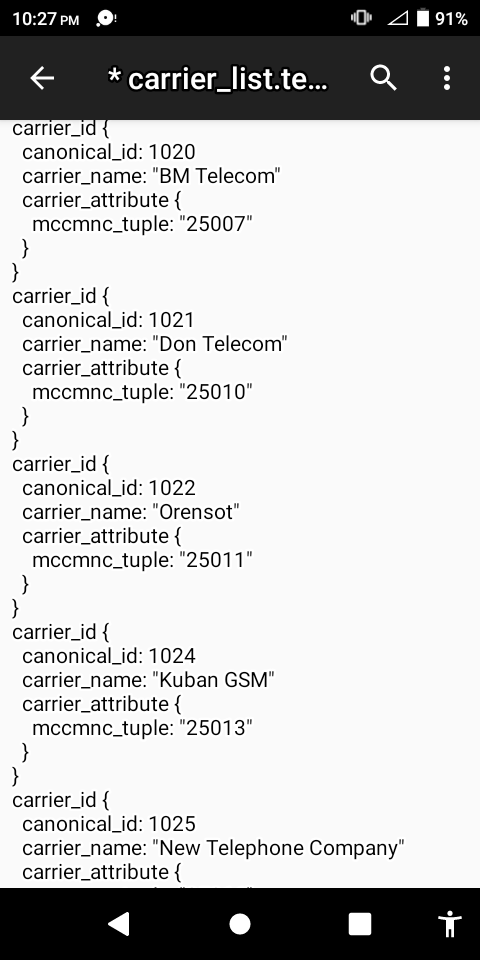 10:27 PM
91%
* carrier_list.te...
carrier_id {
canonical_id: 1020
carrier_name: "BM Telecom"
carrier_attribute {
mccmnc_tuple: "25007"
}
}
carrier_id {
canonical_id: 1021
carrier_name: "Don Telecom"
carrier_attribute {
mccmnc_tuple: "25010"
}
}
carrier_id {
canonical_id: 1022
carrier_name: "Orensot"
carrier_attribute {
mccmnc_tuple: "25011"
}
}
carrier_id {
canonical_id: 1024
carrier_name: "Kuban GSM"
carrier_attribute {
mccmnc_tuple: "25013"
}
}
carrier_id {
canonical_id: 1025
carrier_name: "New Telephone Company"
carrier_attribute {